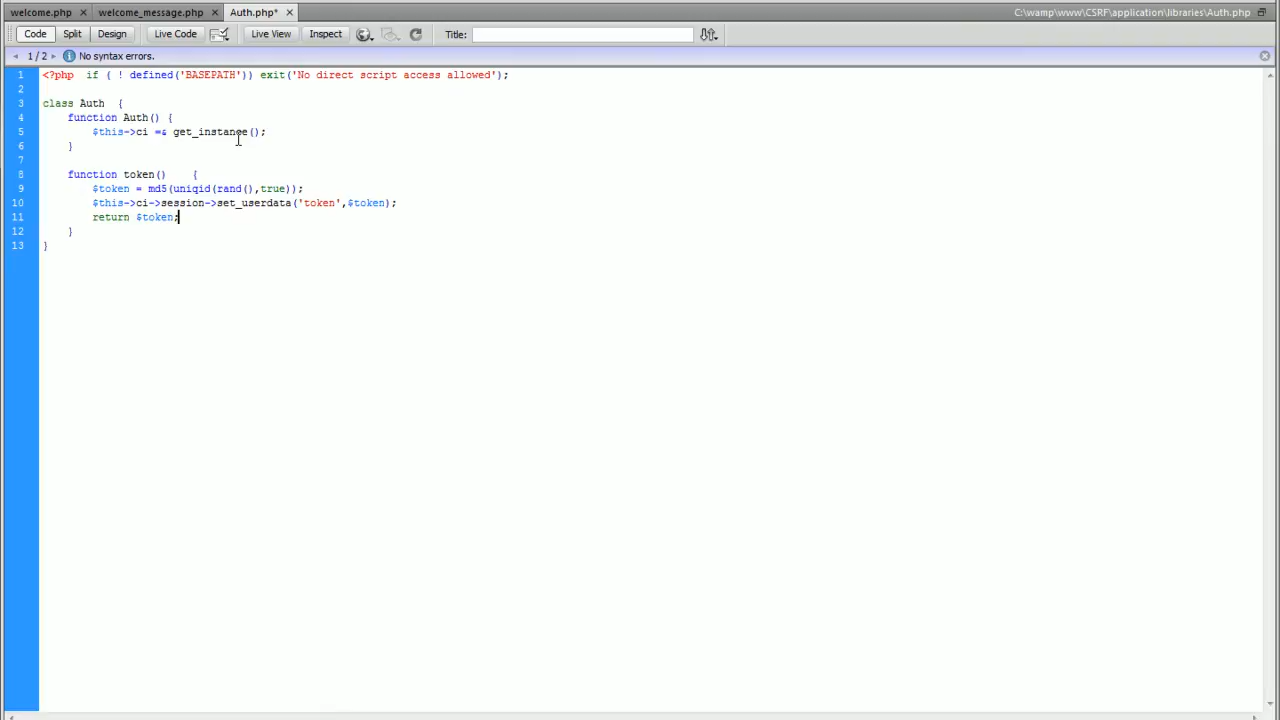 welcome.php × welcome_message.php × Auth.php* × C:\wamp\www\CSRF\application\libraries\Auth.php
Code Split Design Live Code Live View Inspect Title:
1 / 2 No syntax errors.
1 <?php if ( ! defined('BASEPATH')) exit('No direct script access allowed');
2
3 class Auth {
4 function Auth() {
5 $this->ci =& get_instance();
6 }
7
8 function token() {
9 $token = md5(uniqid(rand(),true));
10 $this->ci->session->set_userdata('token',$token);
11 return $token;
12 }
13 }